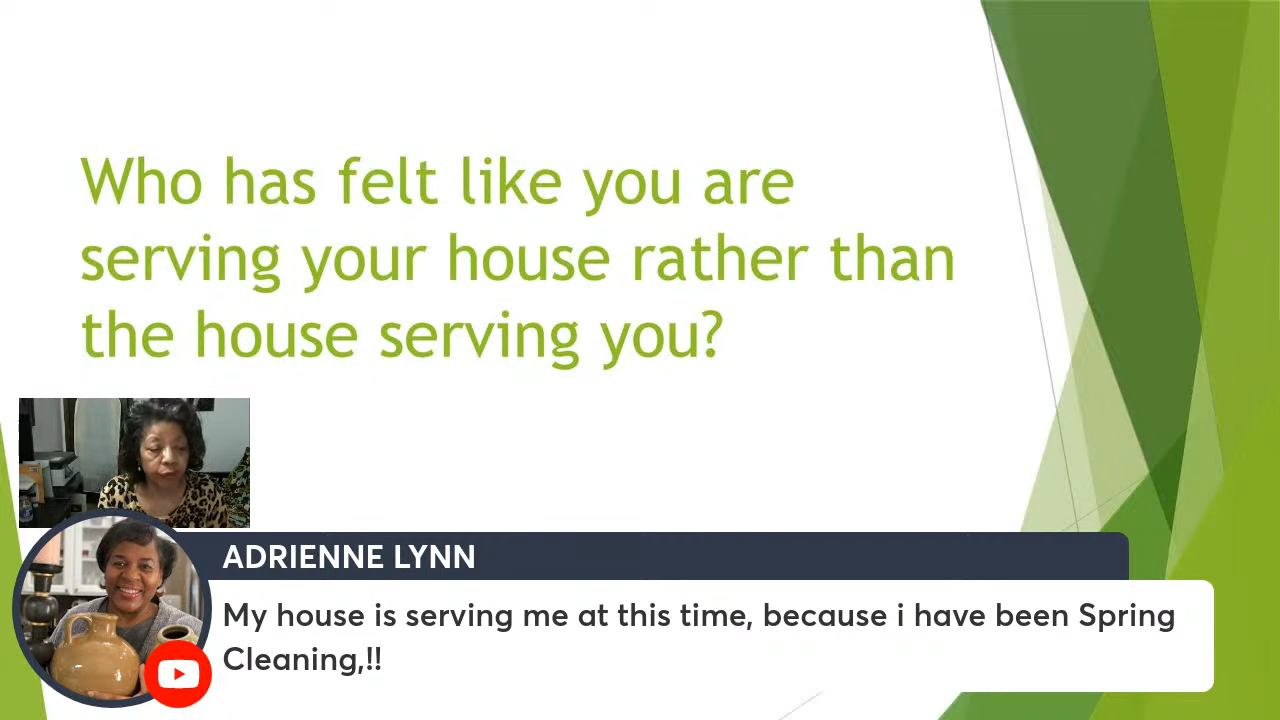 Who has felt like you are
serving your house rather than
the house serving you?
ADRIENNE LYNN
My house is serving me at this time, because i have been Spring
Cleaning,!!